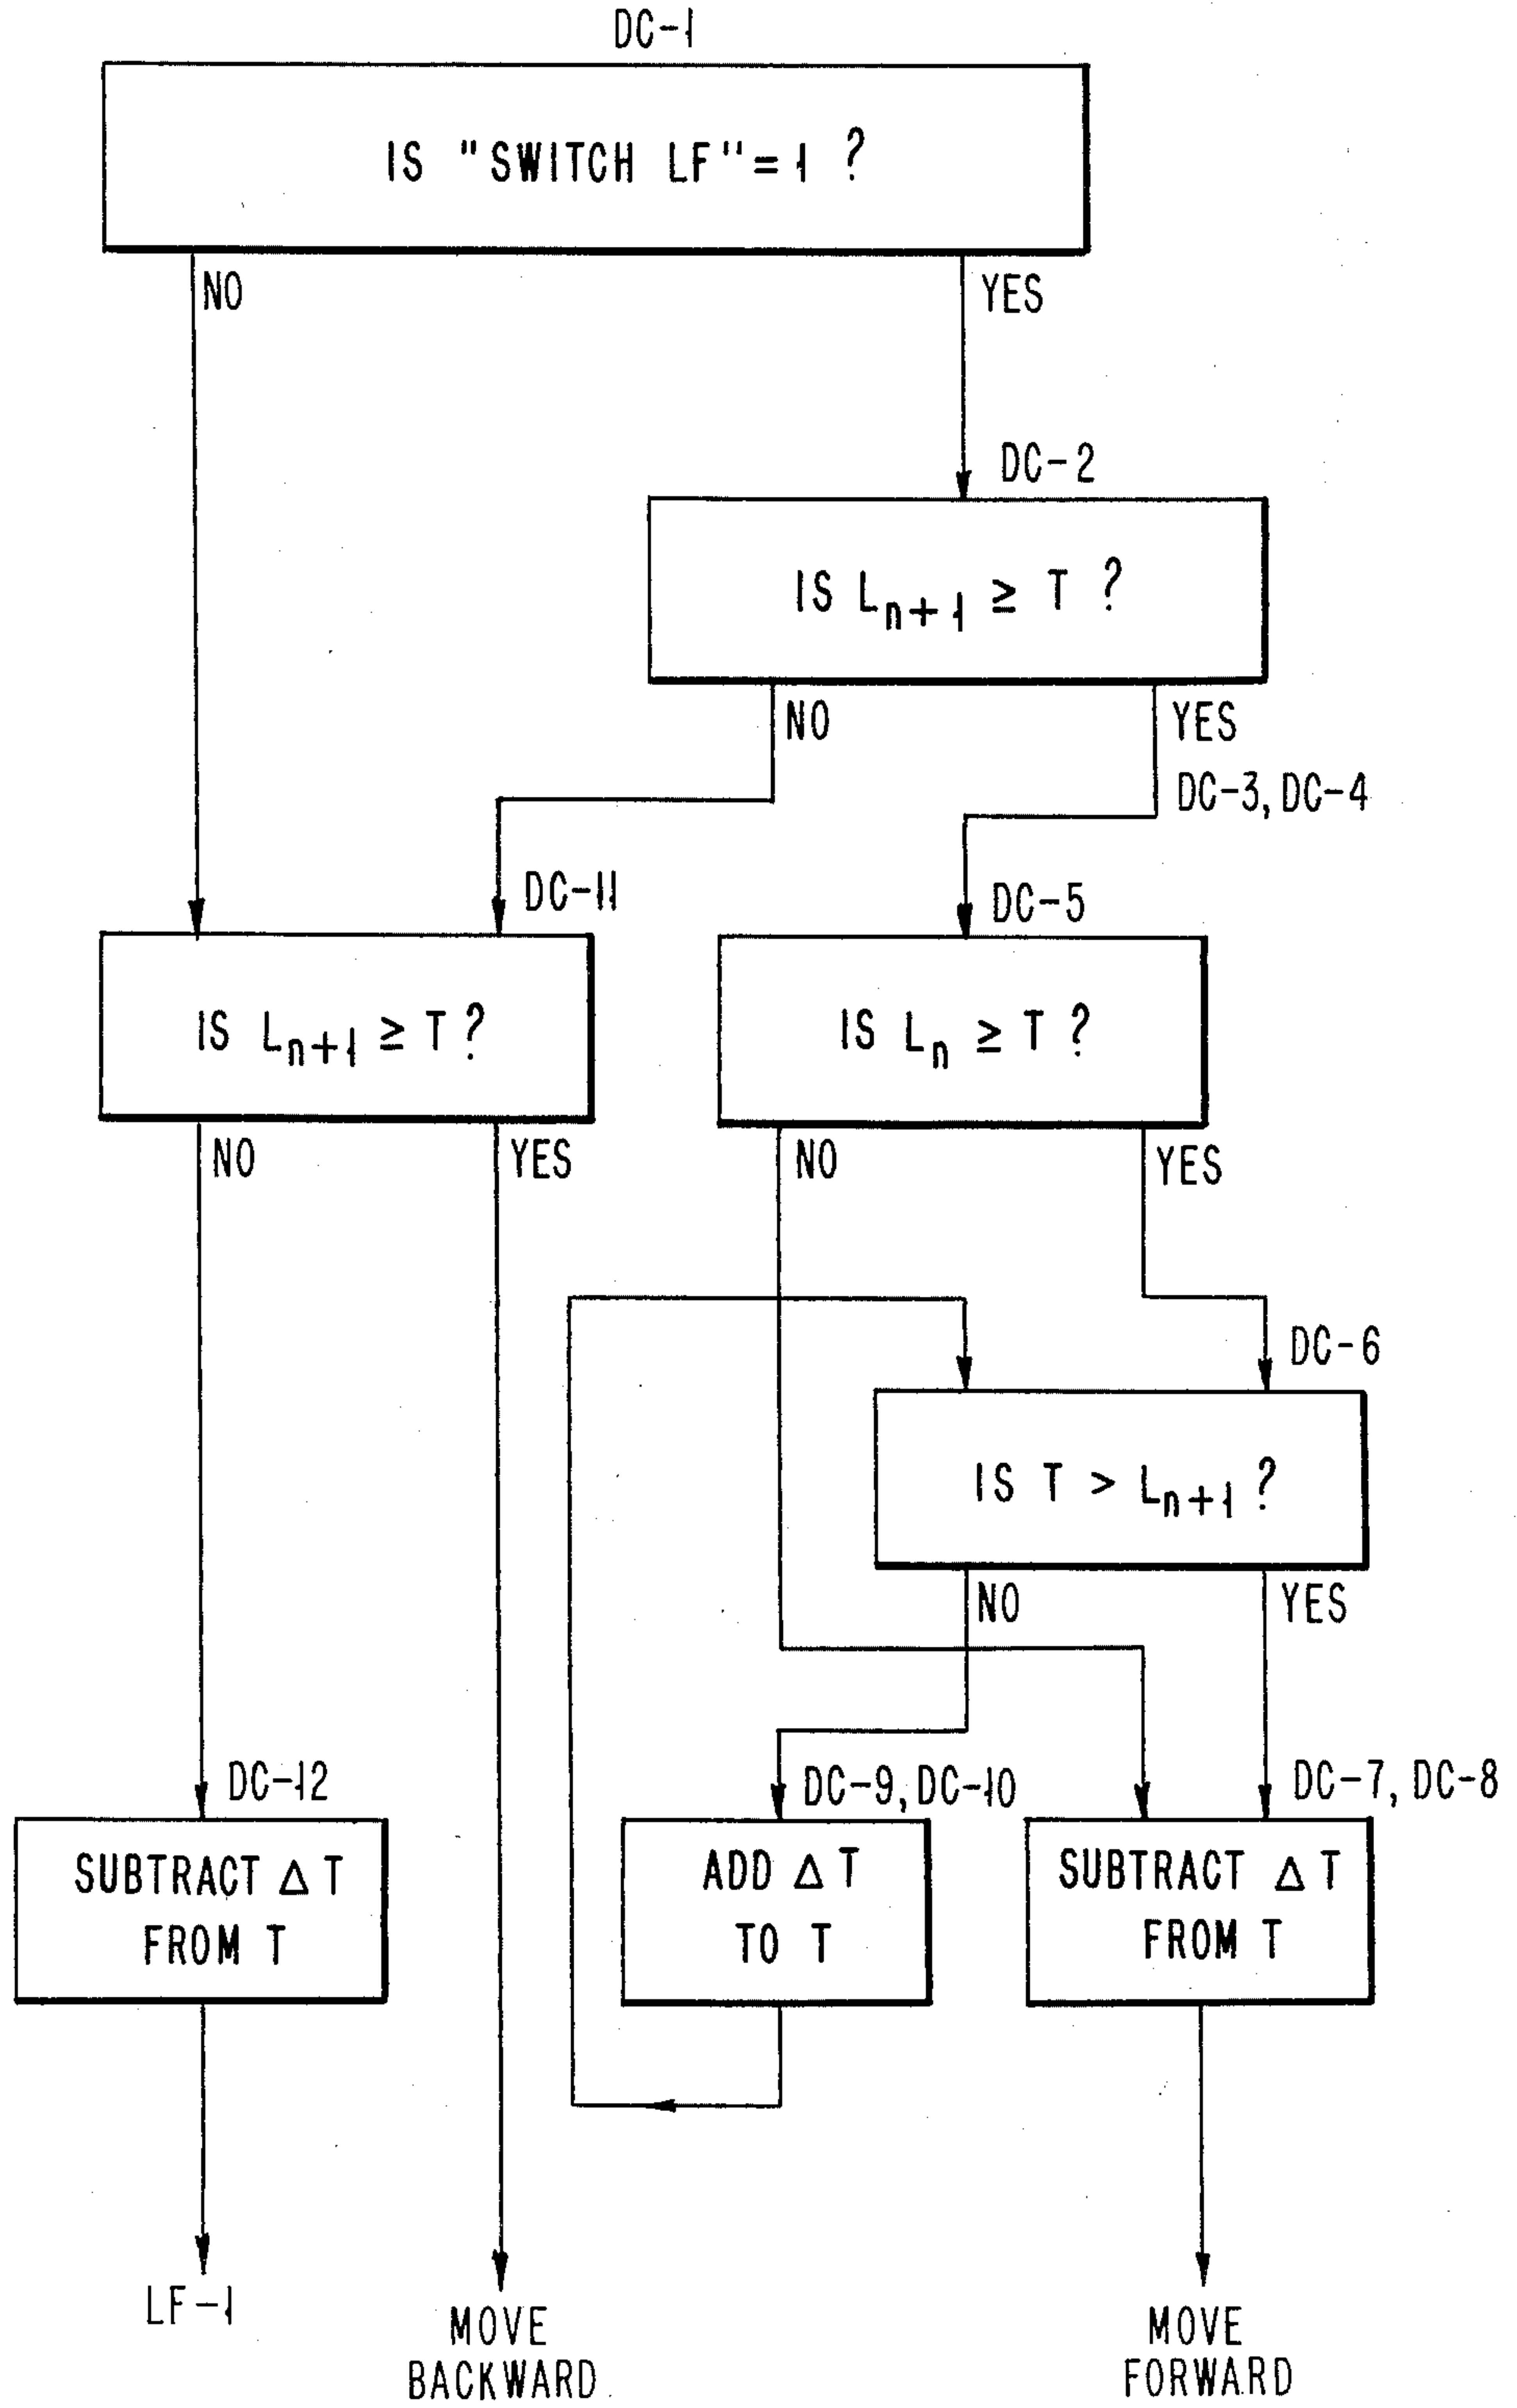 DC-1
IS "SWITCH LF" = 1 ?
NO
YES
DC-2
IS Ln+1 ≥ T ?
NO
YES
DC-3, DC-4
DC-11
DC-5
IS Ln+1 ≥ T ?
IS Ln ≥ T ?
NO
YES
NO
YES
DC-6
IS T > Ln+1 ?
NO
YES
DC-12
DC-9, DC-10
DC-7, DC-8
SUBTRACT Δ T
FROM T
ADD Δ T
TO T
SUBTRACT Δ T
FROM T
LF-1
MOVE
BACKWARD
MOVE
FORWARD